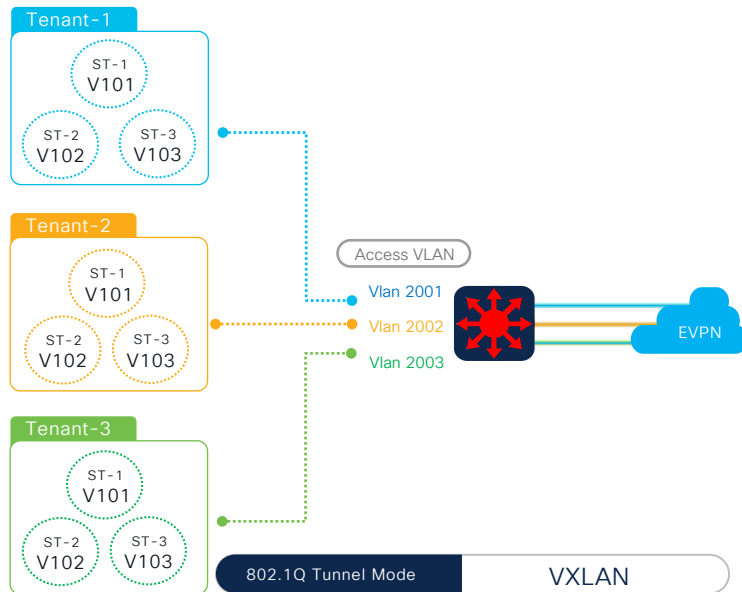 Tenant-1
ST-1
V101
ST-2
V102
ST-3
V103
Tenant-2
ST-1
V101
ST-2
V102
ST-3
V103
Tenant-3
ST-1
V101
ST-2
V102
ST-3
V103
Access VLAN
Vlan 2001
Vlan 2002
Vlan 2003
EVPN
802.1Q Tunnel Mode
VXLAN